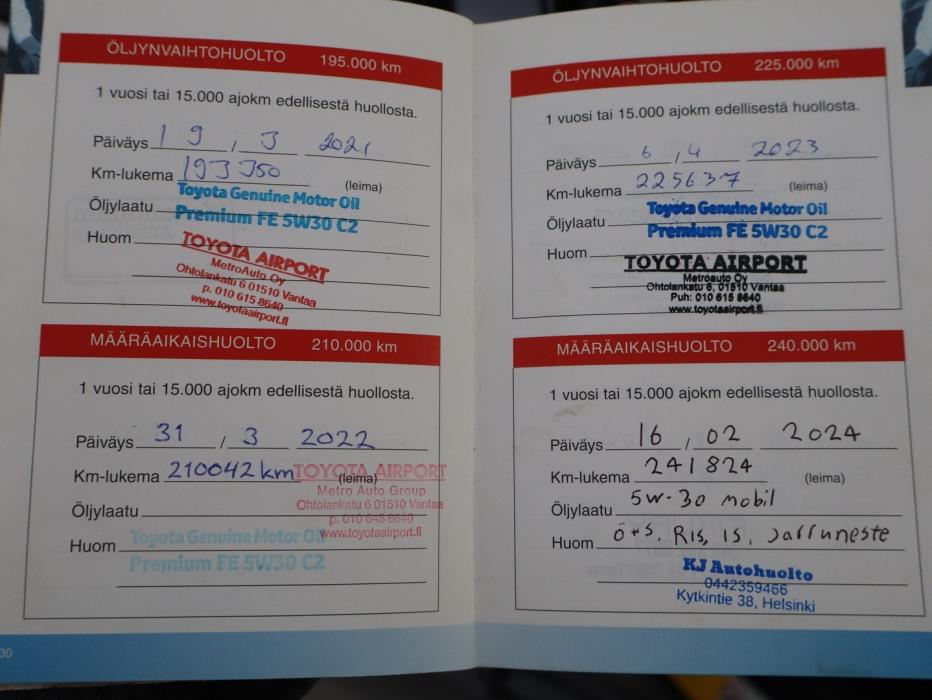 ÖLJYNVAIHTOHUOLTO 195.000 km
1 vuosi tai 15.000 ajokm edellisestä huollosta.
Päiväys 19 / 3 2021
Km-lukema 193350 (leima)
Toyota Genuine Motor Oil
Öljylaatu Premium FE 5W30 C2
Huom
TOYOTA AIRPORT
MetroAuto Oy
Ohtolankatu 6 01510 Vantaa
p. 010 615 8640
www.toyotaairport.fi
MÄÄRÄAIKAISHUOLTO 210.000 km
1 vuosi tai 15.000 ajokm edellisestä huollosta.
Päiväys 31 / 3 2022
Km-lukema 210042 km (leima)
TOYOTA AIRPORT
Metro Auto Group
Ohtolankatu 6 01510 Vantaa
p. 010 645 6640
www.toyotaairport.fi
Öljylaatu
Huom Toyota Genuine Motor Oil
Premium FE 5W30 C2
30
ÖLJYNVAIHTOHUOLTO 225.000 km
1 vuosi tai 15.000 ajokm edellisestä huollosta.
Päiväys 6 / 4 2023
Km-lukema 225637 (leima)
Toyota Genuine Motor Oil
Öljylaatu Premium FE 5W30 C2
Huom
TOYOTA AIRPORT
Metroauto Oy
Ohtolankatu 6, 01510 Vantaa
Puh: 010 615 8640
www.toyotaairport.fi
MÄÄRÄAIKAISHUOLTO 240.000 km
1 vuosi tai 15.000 ajokm edellisestä huollosta.
Päiväys 16 / 02 2024
Km-lukema 241824 (leima)
Öljylaatu 5W-30 mobil
Huom ö+s. Ris, is. jarruneste
KJ Autohuolto
0442359466
Kytkintie 38, Helsinki